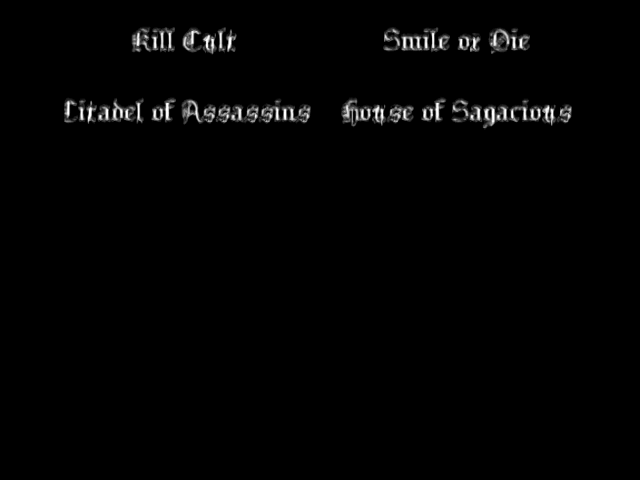 Kill Cult
Smile or Die
Citadel of Assassins
House of Sagacious